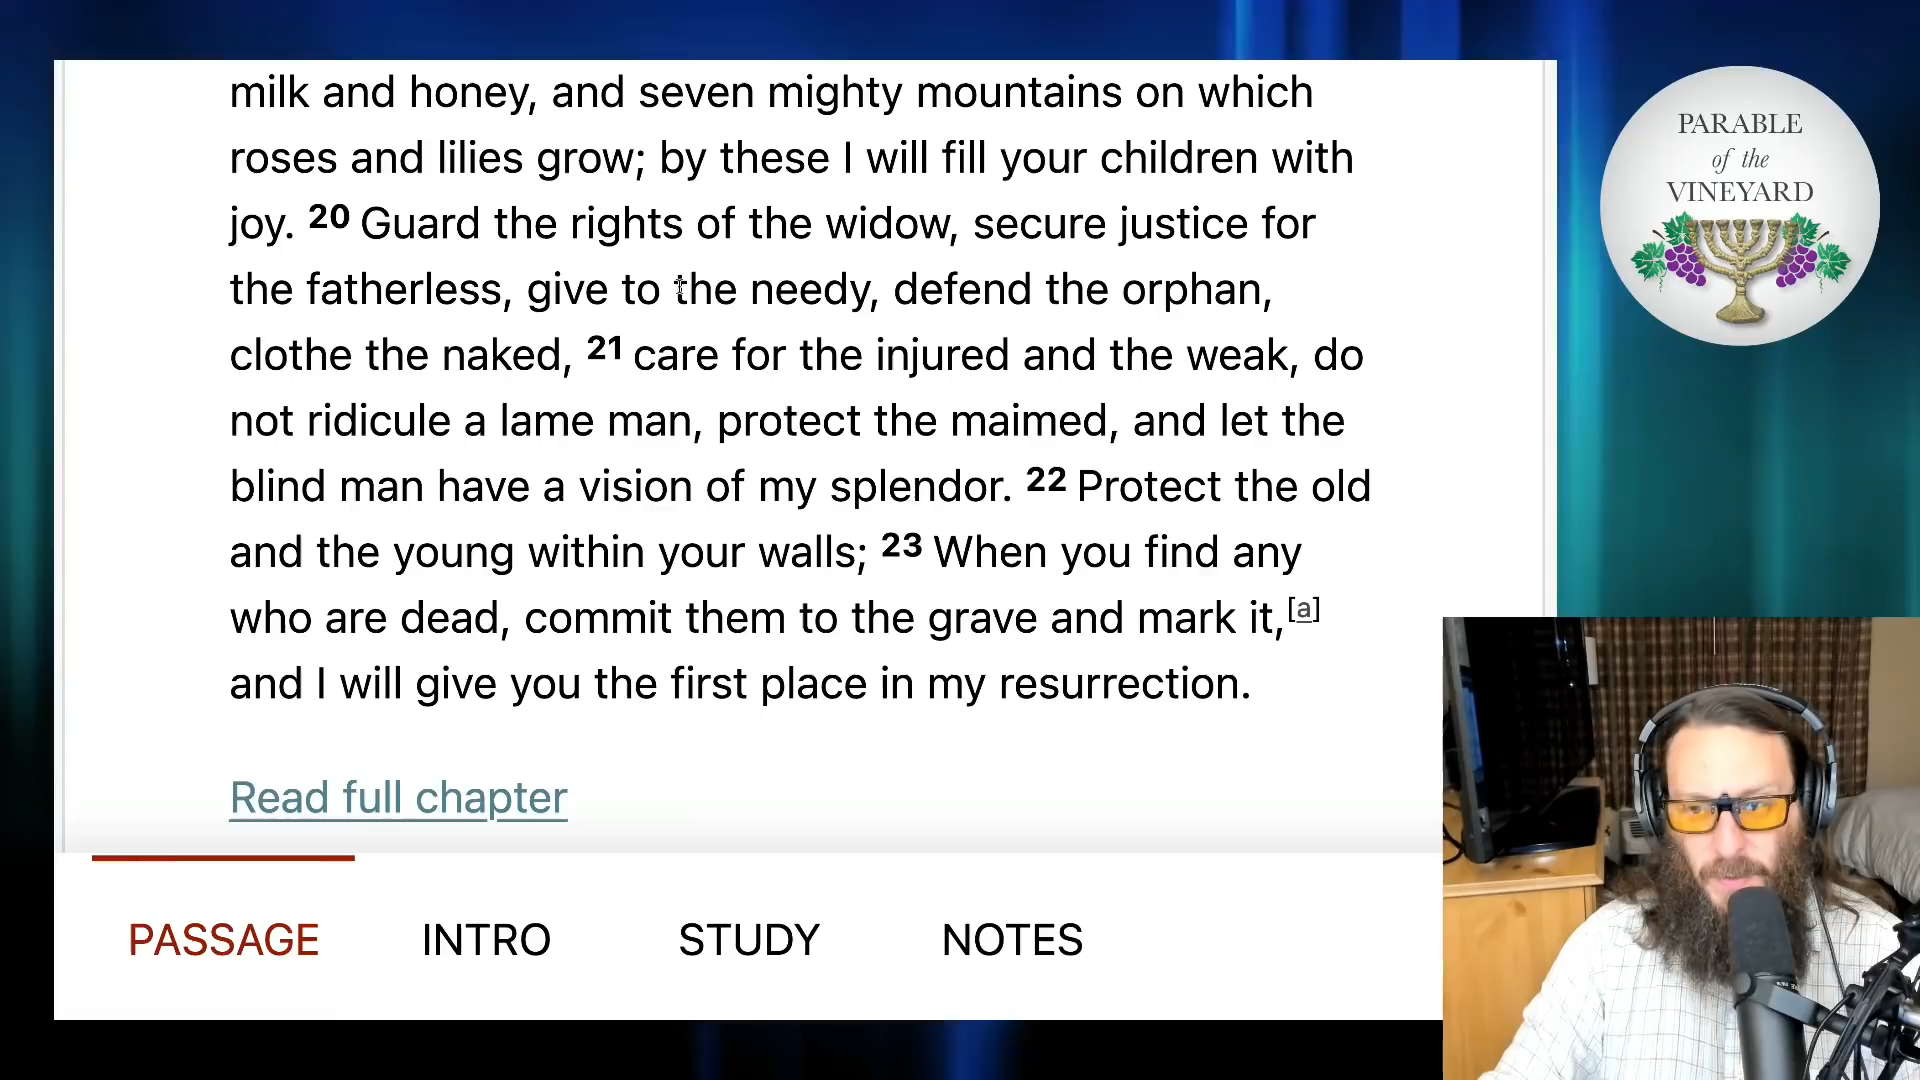 milk and honey, and seven mighty mountains on which
roses and lilies grow; by these I will fill your children with
joy. 20 Guard the rights of the widow, secure justice for
the fatherless, give to the needy, defend the orphan,
clothe the naked, 21 care for the injured and the weak, do
not ridicule a lame man, protect the maimed, and let the
blind man have a vision of my splendor. 22 Protect the old
and the young within your walls; 23 When you find any
who are dead, commit them to the grave and mark it,[a]
and I will give you the first place in my resurrection.
Read full chapter
PASSAGE INTRO STUDY NOTES
PARABLE
of the
VINEYARD